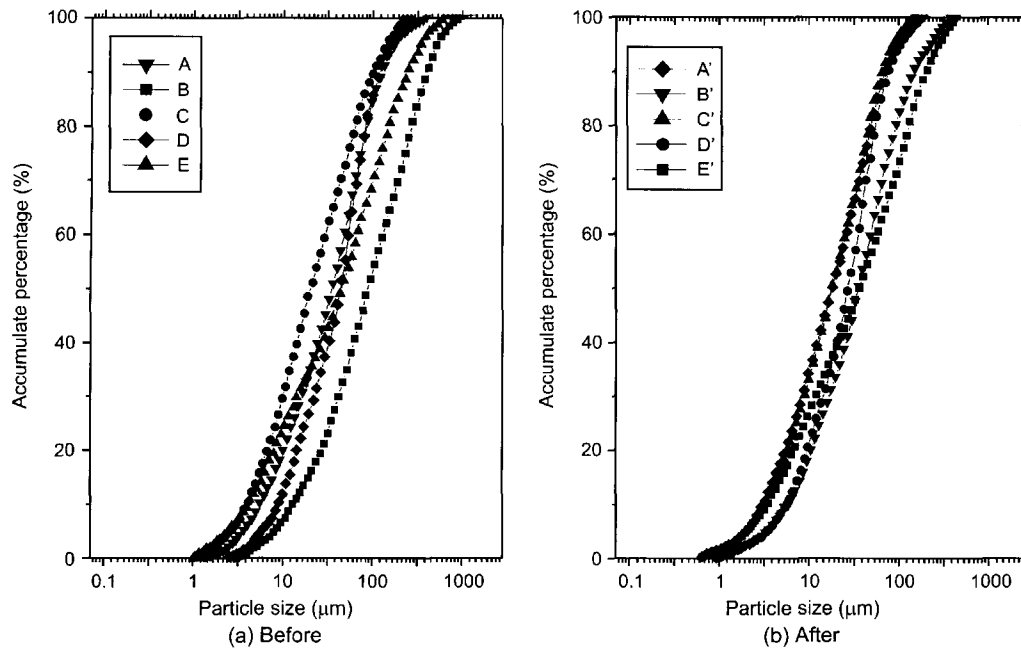 100
80
60
40
20
0
Accumulate percentage (%)
A
B
C
D
E
0.1 1 10 100 1000
Particle size (μm)
(a) Before
100
80
60
40
20
0
Accumulate percentage (%)
A'
B'
C'
D'
E'
0.1 1 10 100 1000
Particle size (μm)
(b) After